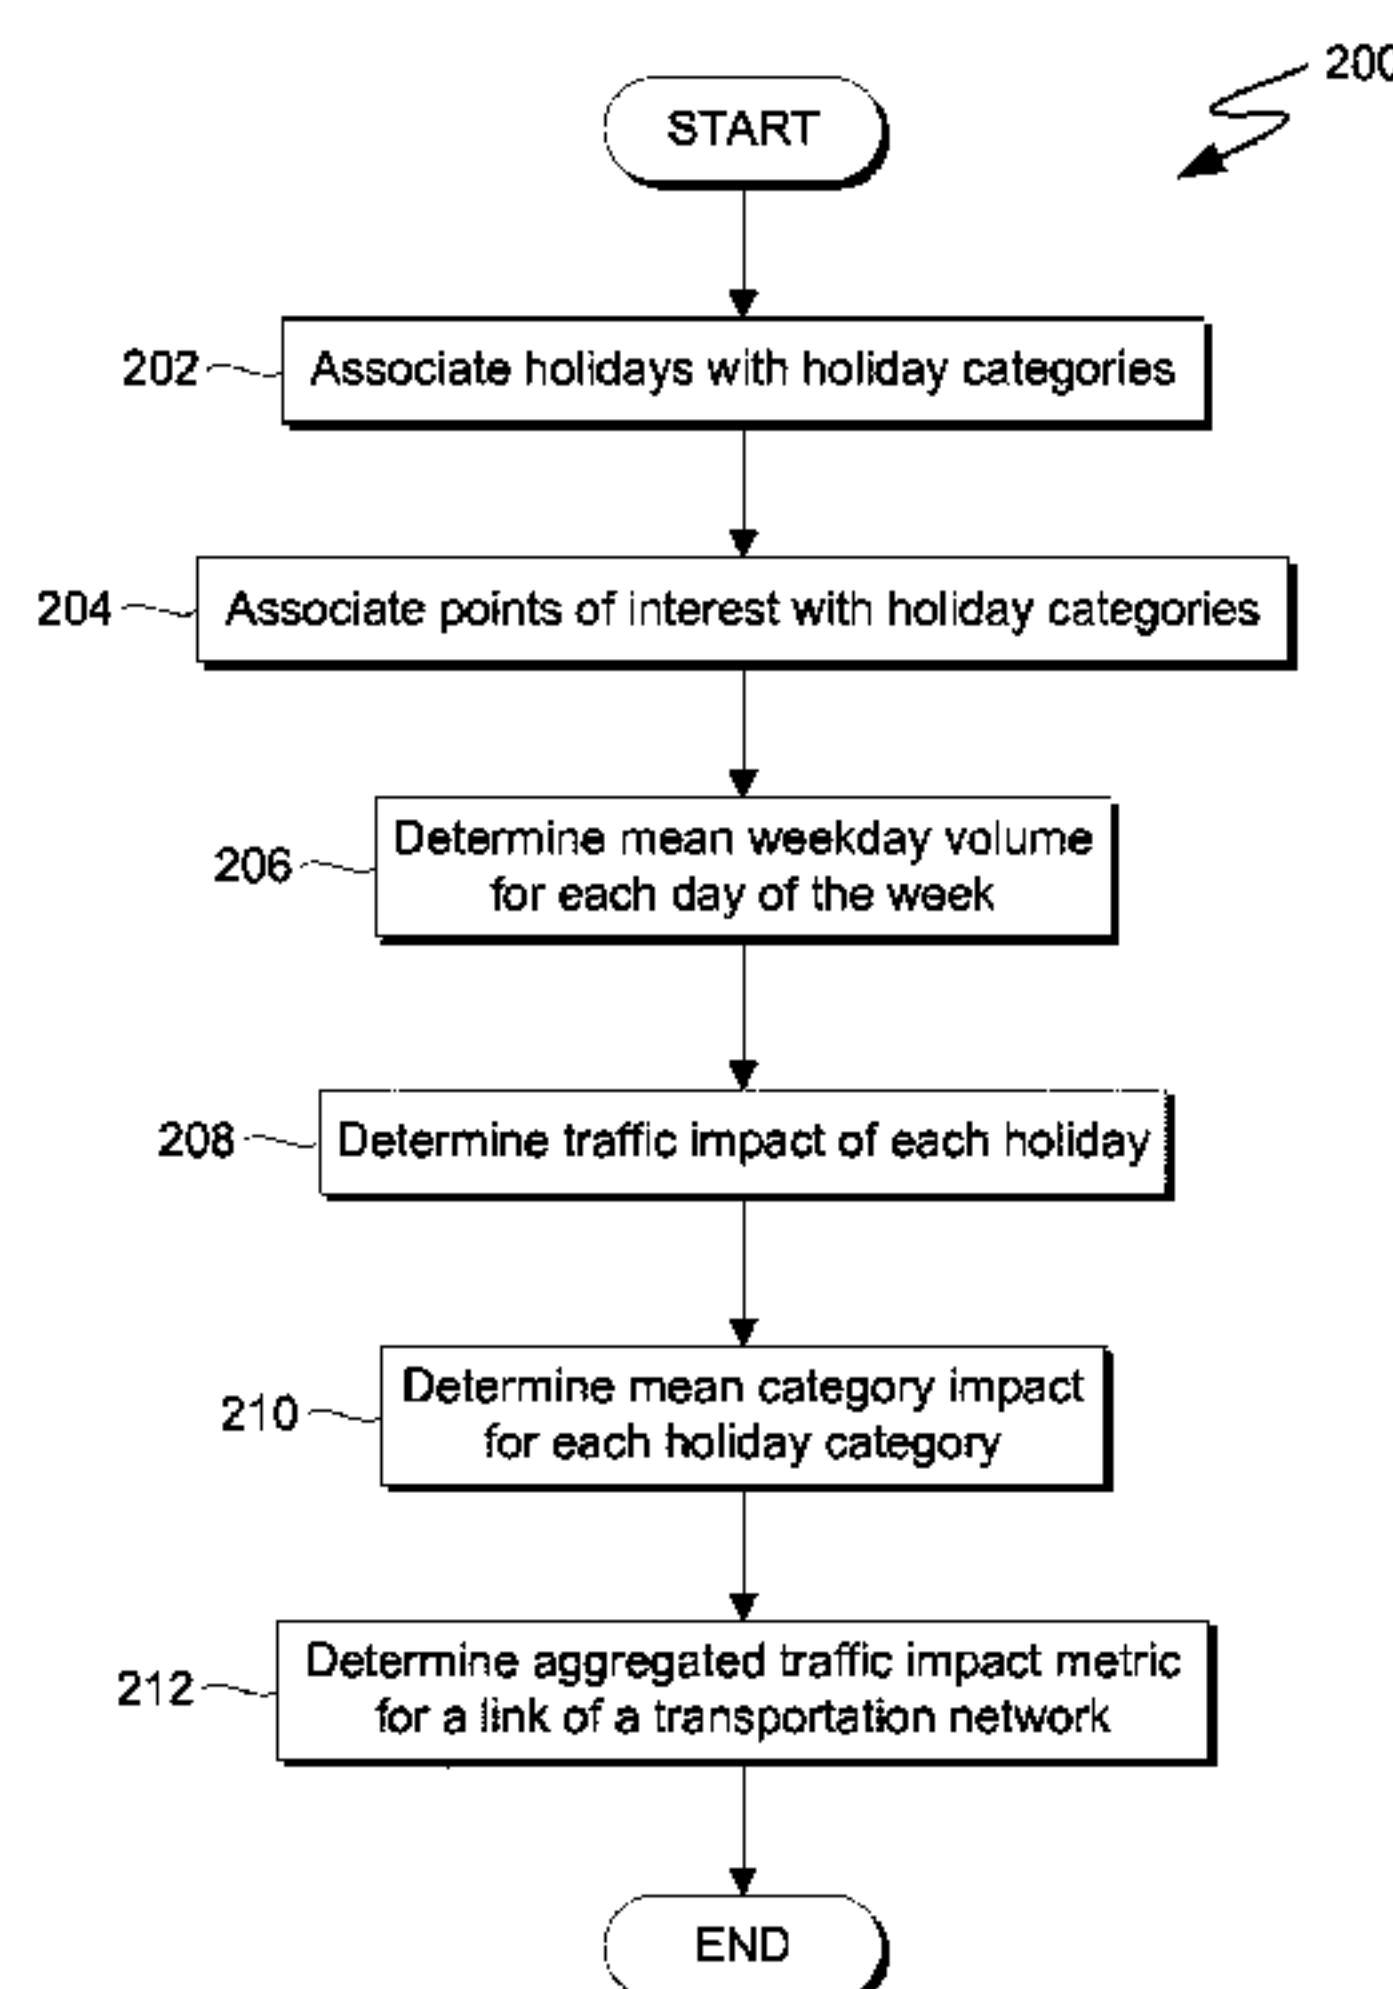 200
START
202
Associate holidays with holiday categories
204
Associate points of interest with holiday categories
206
Determine mean weekday volume
for each day of the week
208
Determine traffic impact of each holiday
210
Determine mean category impact
for each holiday category
212
Determine aggregated traffic impact metric
for a link of a transportation network
END